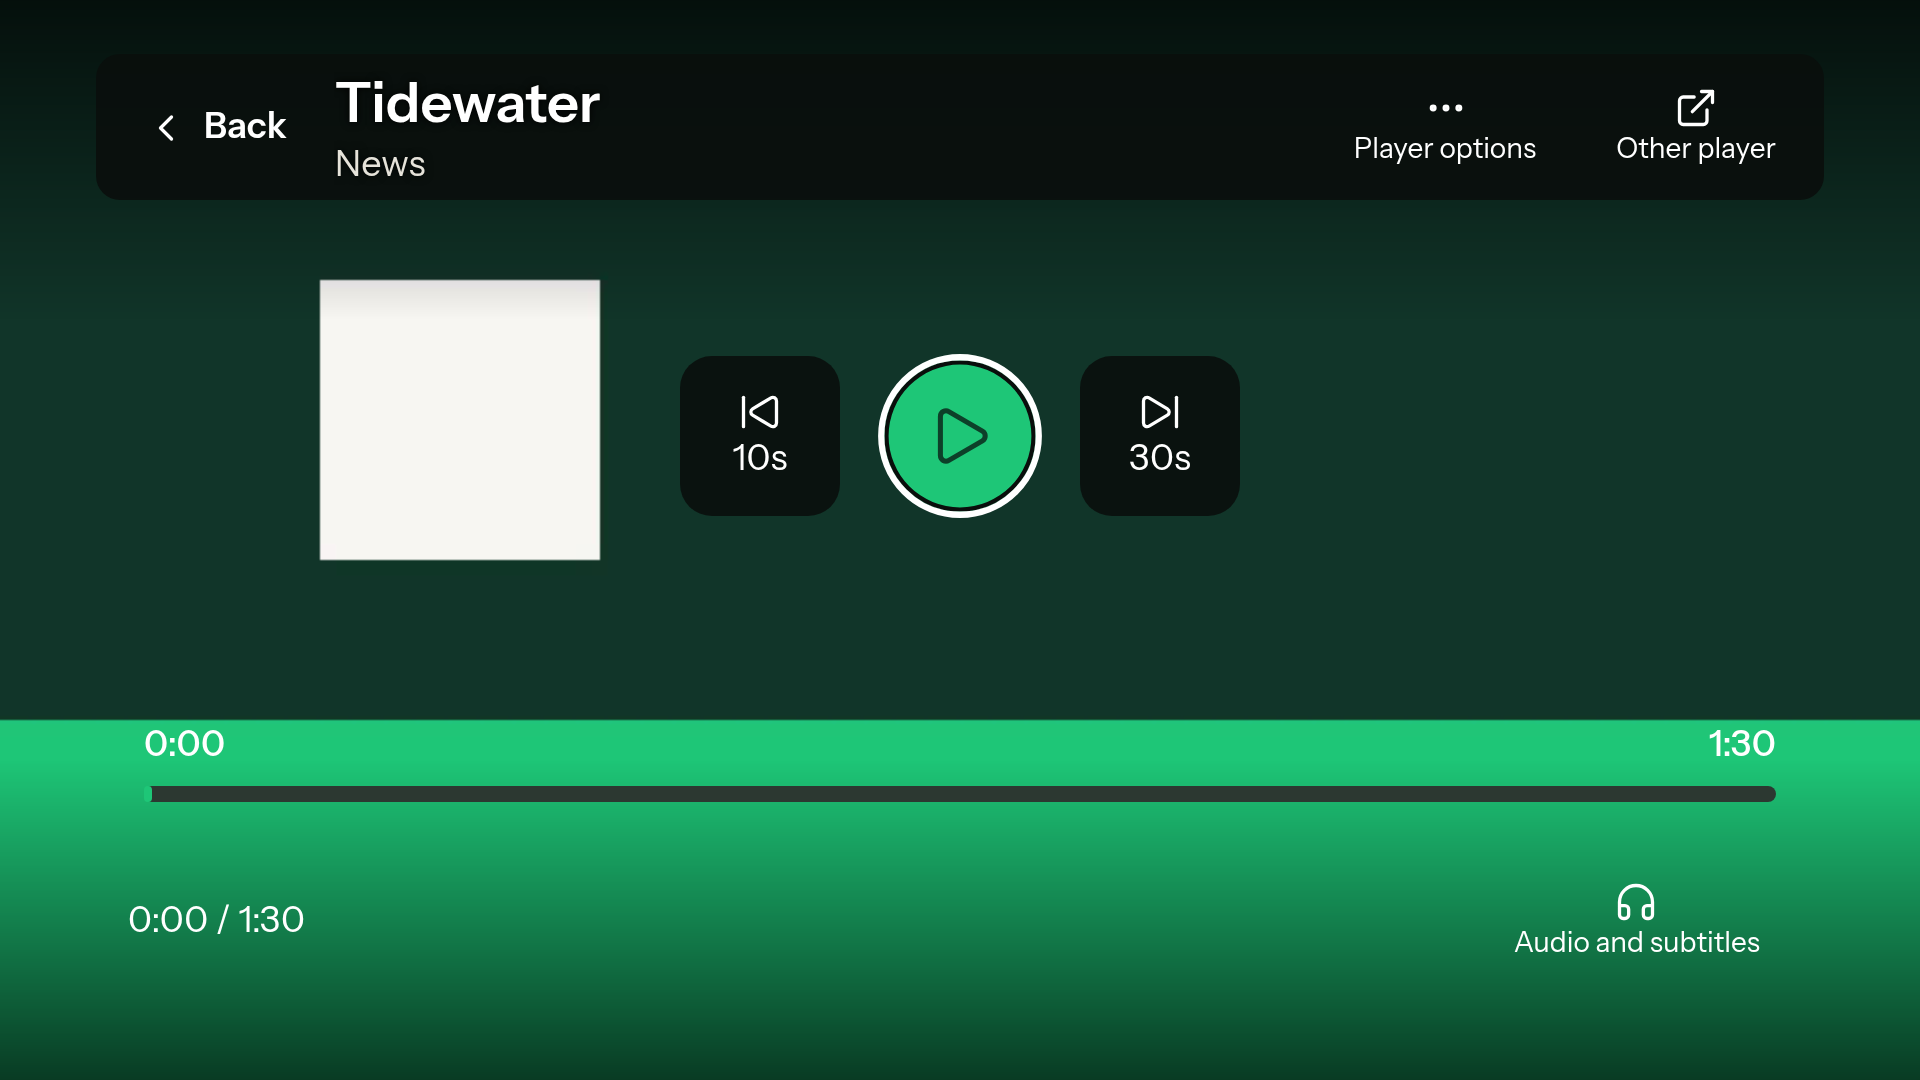 Back
Tidewater
News
Player options
Other player
10s
30s
0:00
1:30
0:00 / 1:30
Audio and subtitles